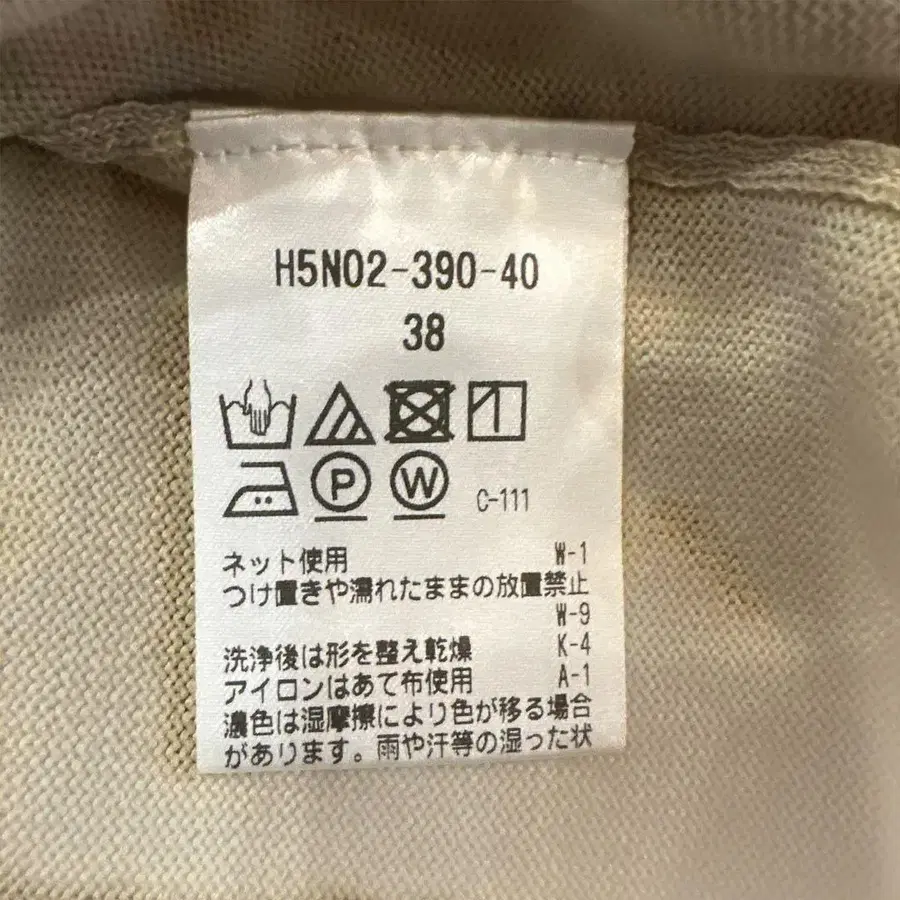 H5N02-390-40
38
P W C-111
ネット使用 W-1
つけ置きや濡れたままの放置禁止
W-9
洗浄後は形を整え乾燥 K-4
アイロンはあて布使用 A-1
濃色は湿摩擦により色が移る場合
があります。雨や汗等の湿った状